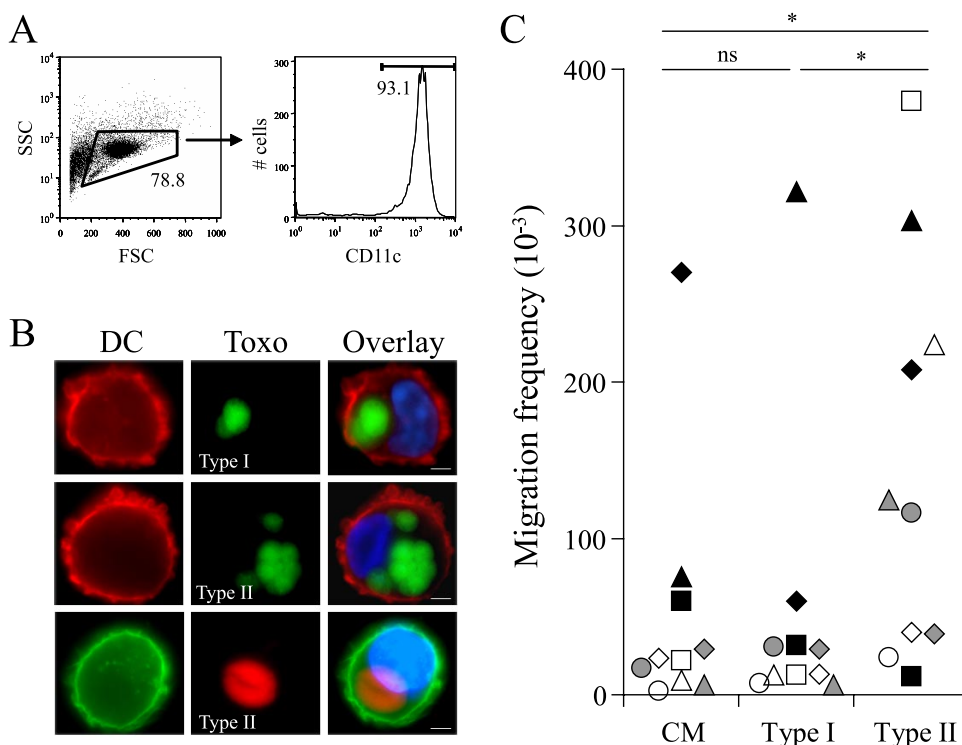 A
SSC
10⁴
10³
10²
10¹
10⁰
78.8
0 200 400 600 800 1000
FSC
# cells
300
200
100
0
93.1
10⁰ 10¹ 10² 10³ 10⁴
CD11c
B
DC Toxo Overlay
Type I
Type II
Type II
C
*
ns *
Migration frequency (10⁻³)
400
300
200
100
0
CM Type I Type II